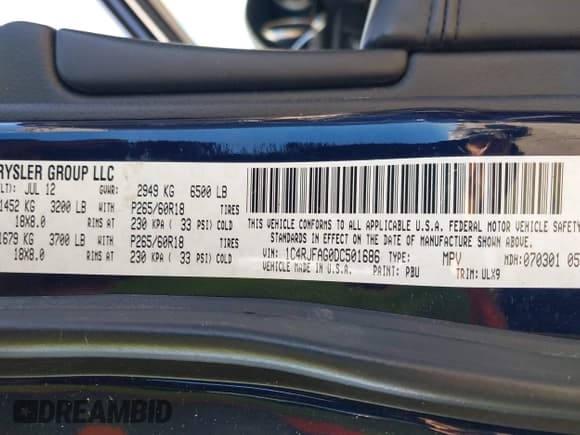 RYSLER GROUP LLC
LT): JUL 12 GVWR: 2949 KG 6500 LB
1452 KG 3200 LB P265/60R18 TIRES
18X8.0 RIMS AT 230 KPA ( 33 PSI) COLD
1679 KG 3700 LB P265/60R18 TIRES
18X8.0 RIMS AT 230 KPA ( 33 PSI) COLD
THIS VEHICLE CONFORMS TO ALL APPLICABLE U.S.A. FEDERAL MOTOR VEHICLE SAFETY
STANDARDS IN EFFECT ON THE DATE OF MANUFACTURE SHOWN ABOVE.
VIN: 1C4RJFAG0DC501686 TYPE: MPV MDH: 070301 05
VEHICLE MADE IN U.S.A. PAINT: PBU TRIM: ULX9
DREAMBID